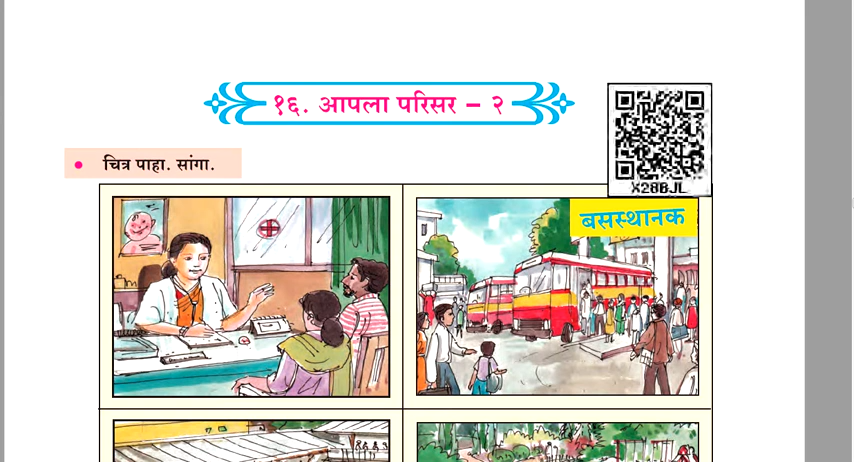 १६. आपला परिसर – २
X28BJL
● चित्र पाहा. सांगा.
बसस्थानक